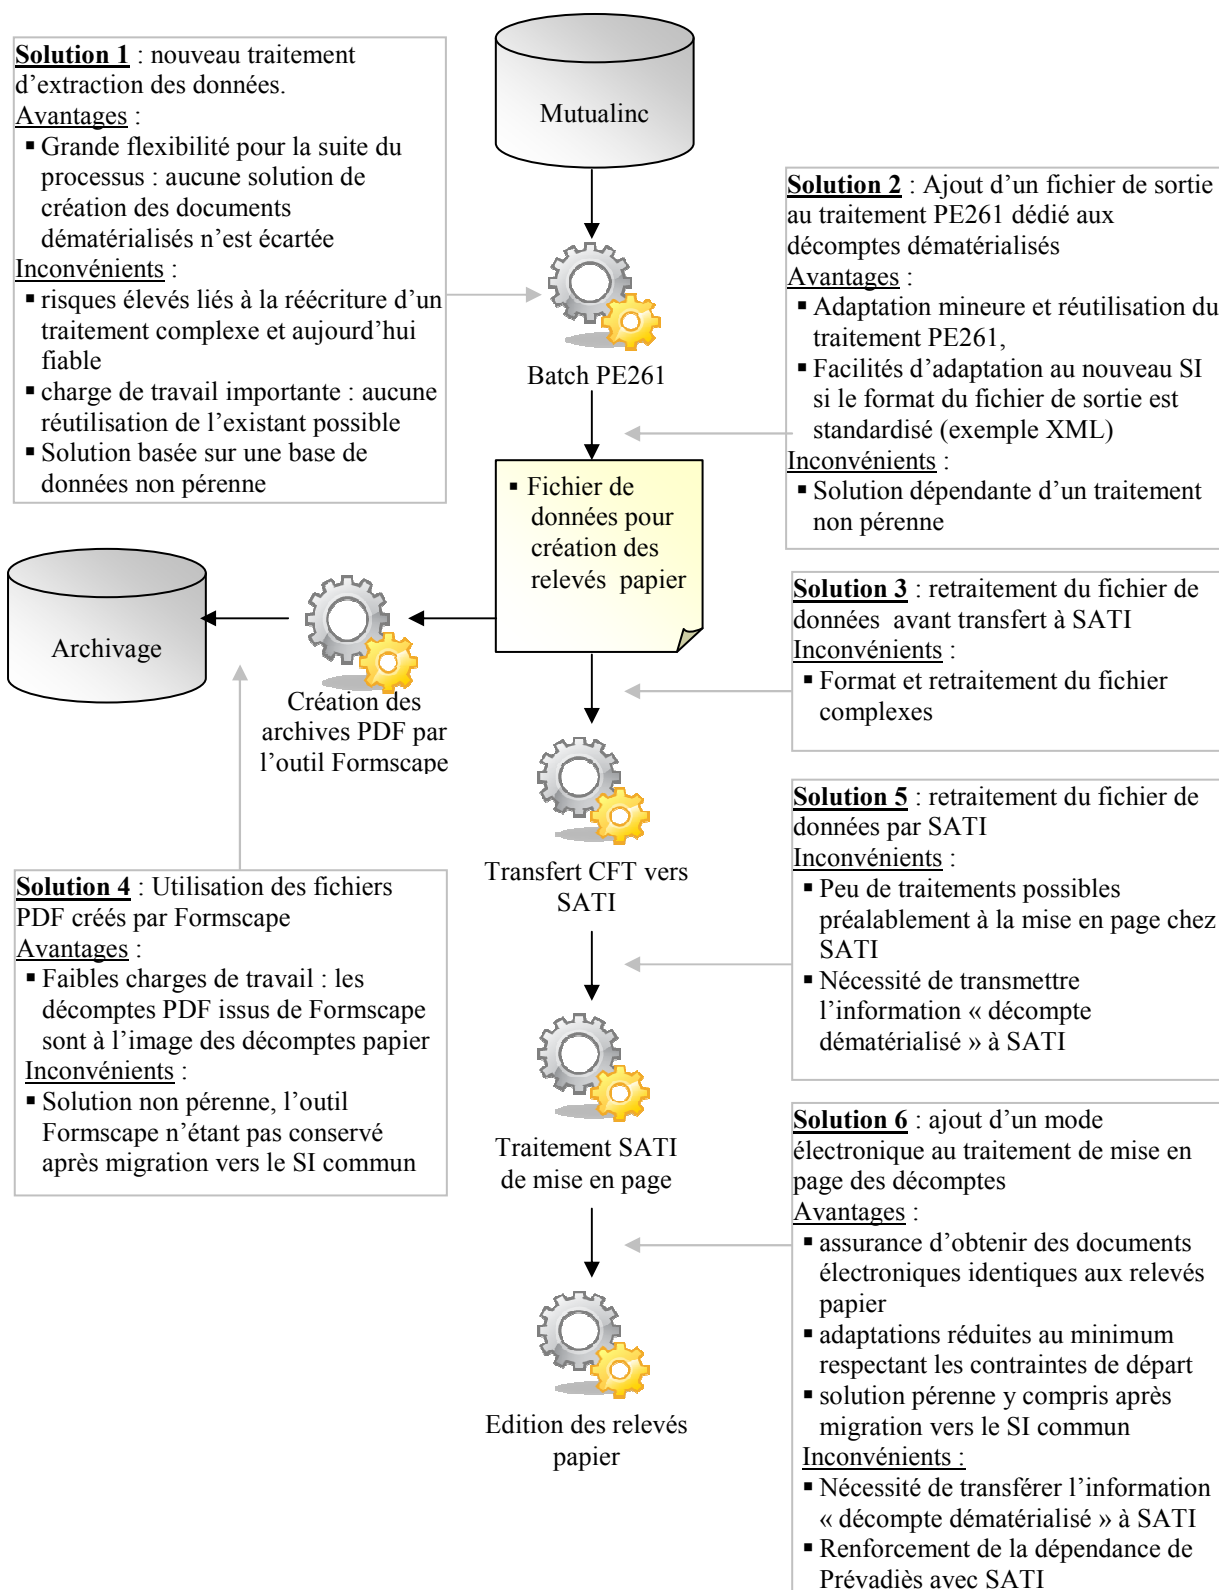 Solution 1 : nouveau traitement
d’extraction des données.
Avantages :
▪ Grande flexibilité pour la suite du
processus : aucune solution de
création des documents
dématérialisés n’est écartée
Inconvénients :
▪ risques élevés liés à la réécriture d’un
traitement complexe et aujourd’hui
fiable
▪ charge de travail importante : aucune
réutilisation de l’existant possible
▪ Solution basée sur une base de
données non pérenne
Mutualinc
Batch PE261
Solution 2 : Ajout d’un fichier de sortie
au traitement PE261 dédié aux
décomptes dématérialisés
Avantages :
▪ Adaptation mineure et réutilisation du
traitement PE261,
▪ Facilités d’adaptation au nouveau SI
si le format du fichier de sortie est
standardisé (exemple XML)
Inconvénients :
▪ Solution dépendante d’un traitement
non pérenne
▪ Fichier de
données pour
création des
relevés papier
Archivage
Création des
archives PDF par
l’outil Formscape
Solution 3 : retraitement du fichier de
données avant transfert à SATI
Inconvénients :
▪ Format et retraitement du fichier
complexes
Transfert CFT vers
SATI
Solution 5 : retraitement du fichier de
données par SATI
Inconvénients :
▪ Peu de traitements possibles
préalablement à la mise en page chez
SATI
▪ Nécessité de transmettre
l’information « décompte
dématérialisé » à SATI
Solution 4 : Utilisation des fichiers
PDF créés par Formscape
Avantages :
▪ Faibles charges de travail : les
décomptes PDF issus de Formscape
sont à l’image des décomptes papier
Inconvénients :
▪ Solution non pérenne, l’outil
Formscape n’étant pas conservé
après migration vers le SI commun
Traitement SATI
de mise en page
Solution 6 : ajout d’un mode
électronique au traitement de mise en
page des décomptes
Avantages :
▪ assurance d’obtenir des documents
électroniques identiques aux relevés
papier
▪ adaptations réduites au minimum
respectant les contraintes de départ
▪ solution pérenne y compris après
migration vers le SI commun
Inconvénients :
▪ Nécessité de transférer l’information
« décompte dématérialisé » à SATI
▪ Renforcement de la dépendance de
Prévadiès avec SATI
Edition des relevés
papier